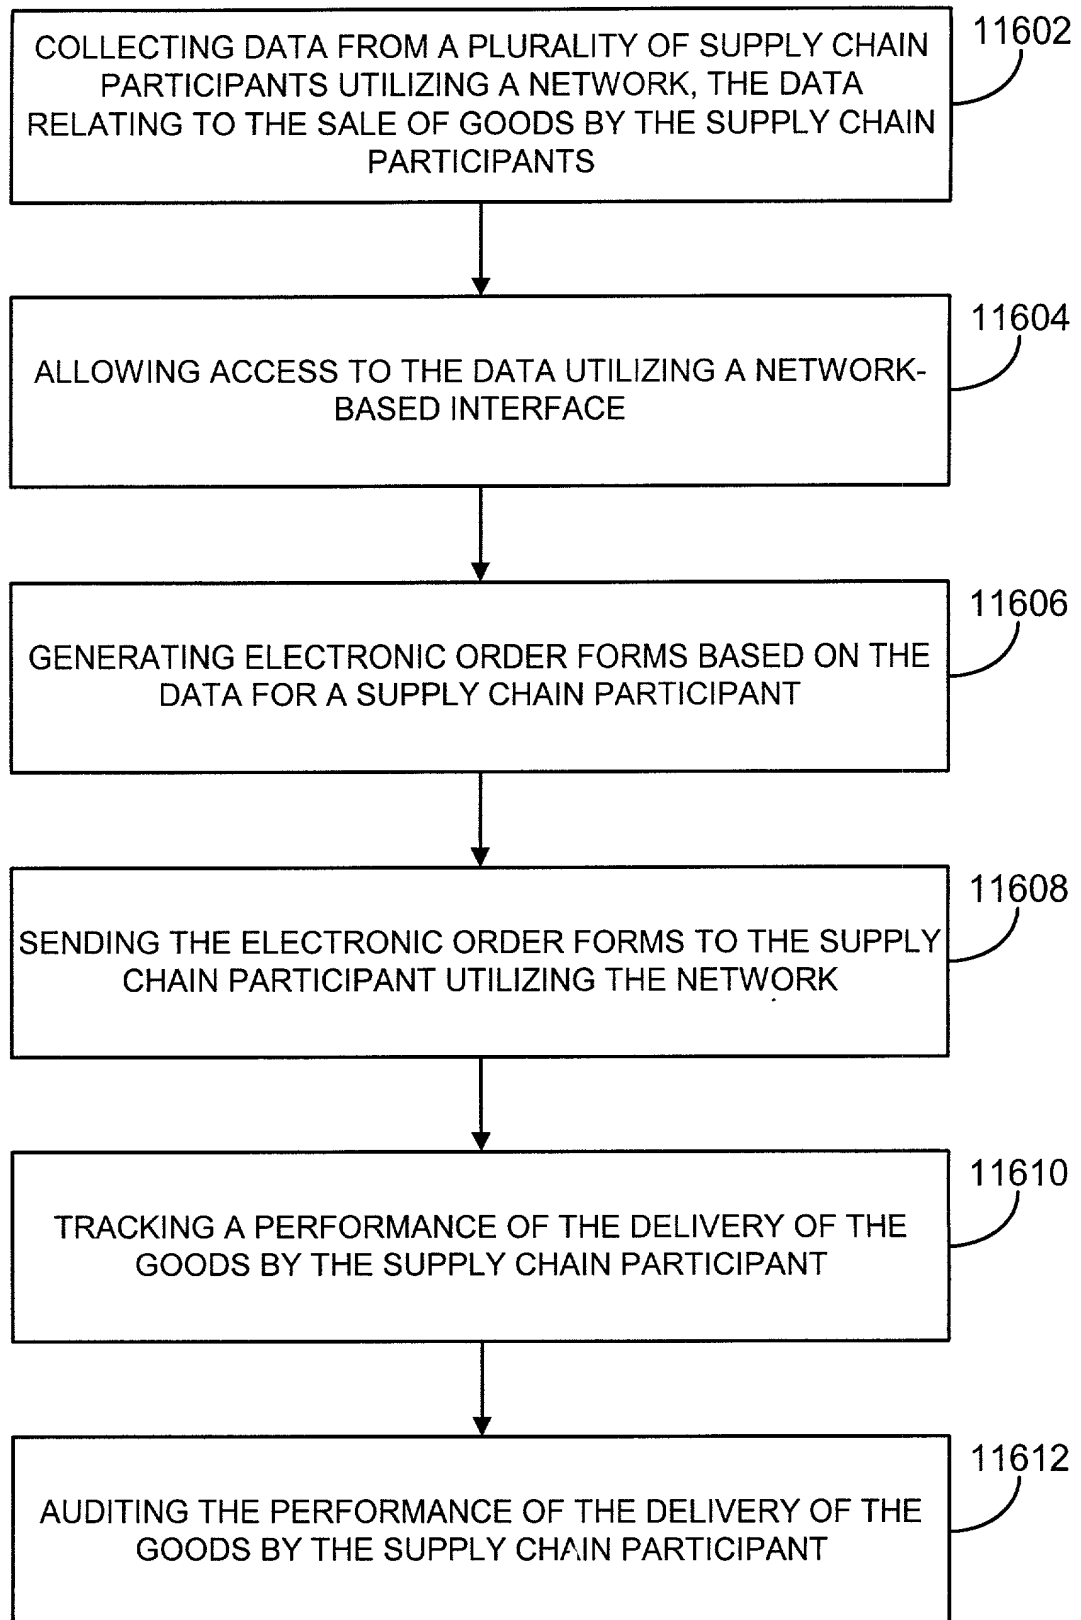 COLLECTING DATA FROM A PLURALITY OF SUPPLY CHAIN
PARTICIPANTS UTILIZING A NETWORK, THE DATA
RELATING TO THE SALE OF GOODS BY THE SUPPLY CHAIN
PARTICIPANTS
11602
ALLOWING ACCESS TO THE DATA UTILIZING A NETWORK-
BASED INTERFACE
11604
GENERATING ELECTRONIC ORDER FORMS BASED ON THE
DATA FOR A SUPPLY CHAIN PARTICIPANT
11606
SENDING THE ELECTRONIC ORDER FORMS TO THE SUPPLY
CHAIN PARTICIPANT UTILIZING THE NETWORK
11608
TRACKING A PERFORMANCE OF THE DELIVERY OF THE
GOODS BY THE SUPPLY CHAIN PARTICIPANT
11610
AUDITING THE PERFORMANCE OF THE DELIVERY OF THE
GOODS BY THE SUPPLY CHAIN PARTICIPANT
11612